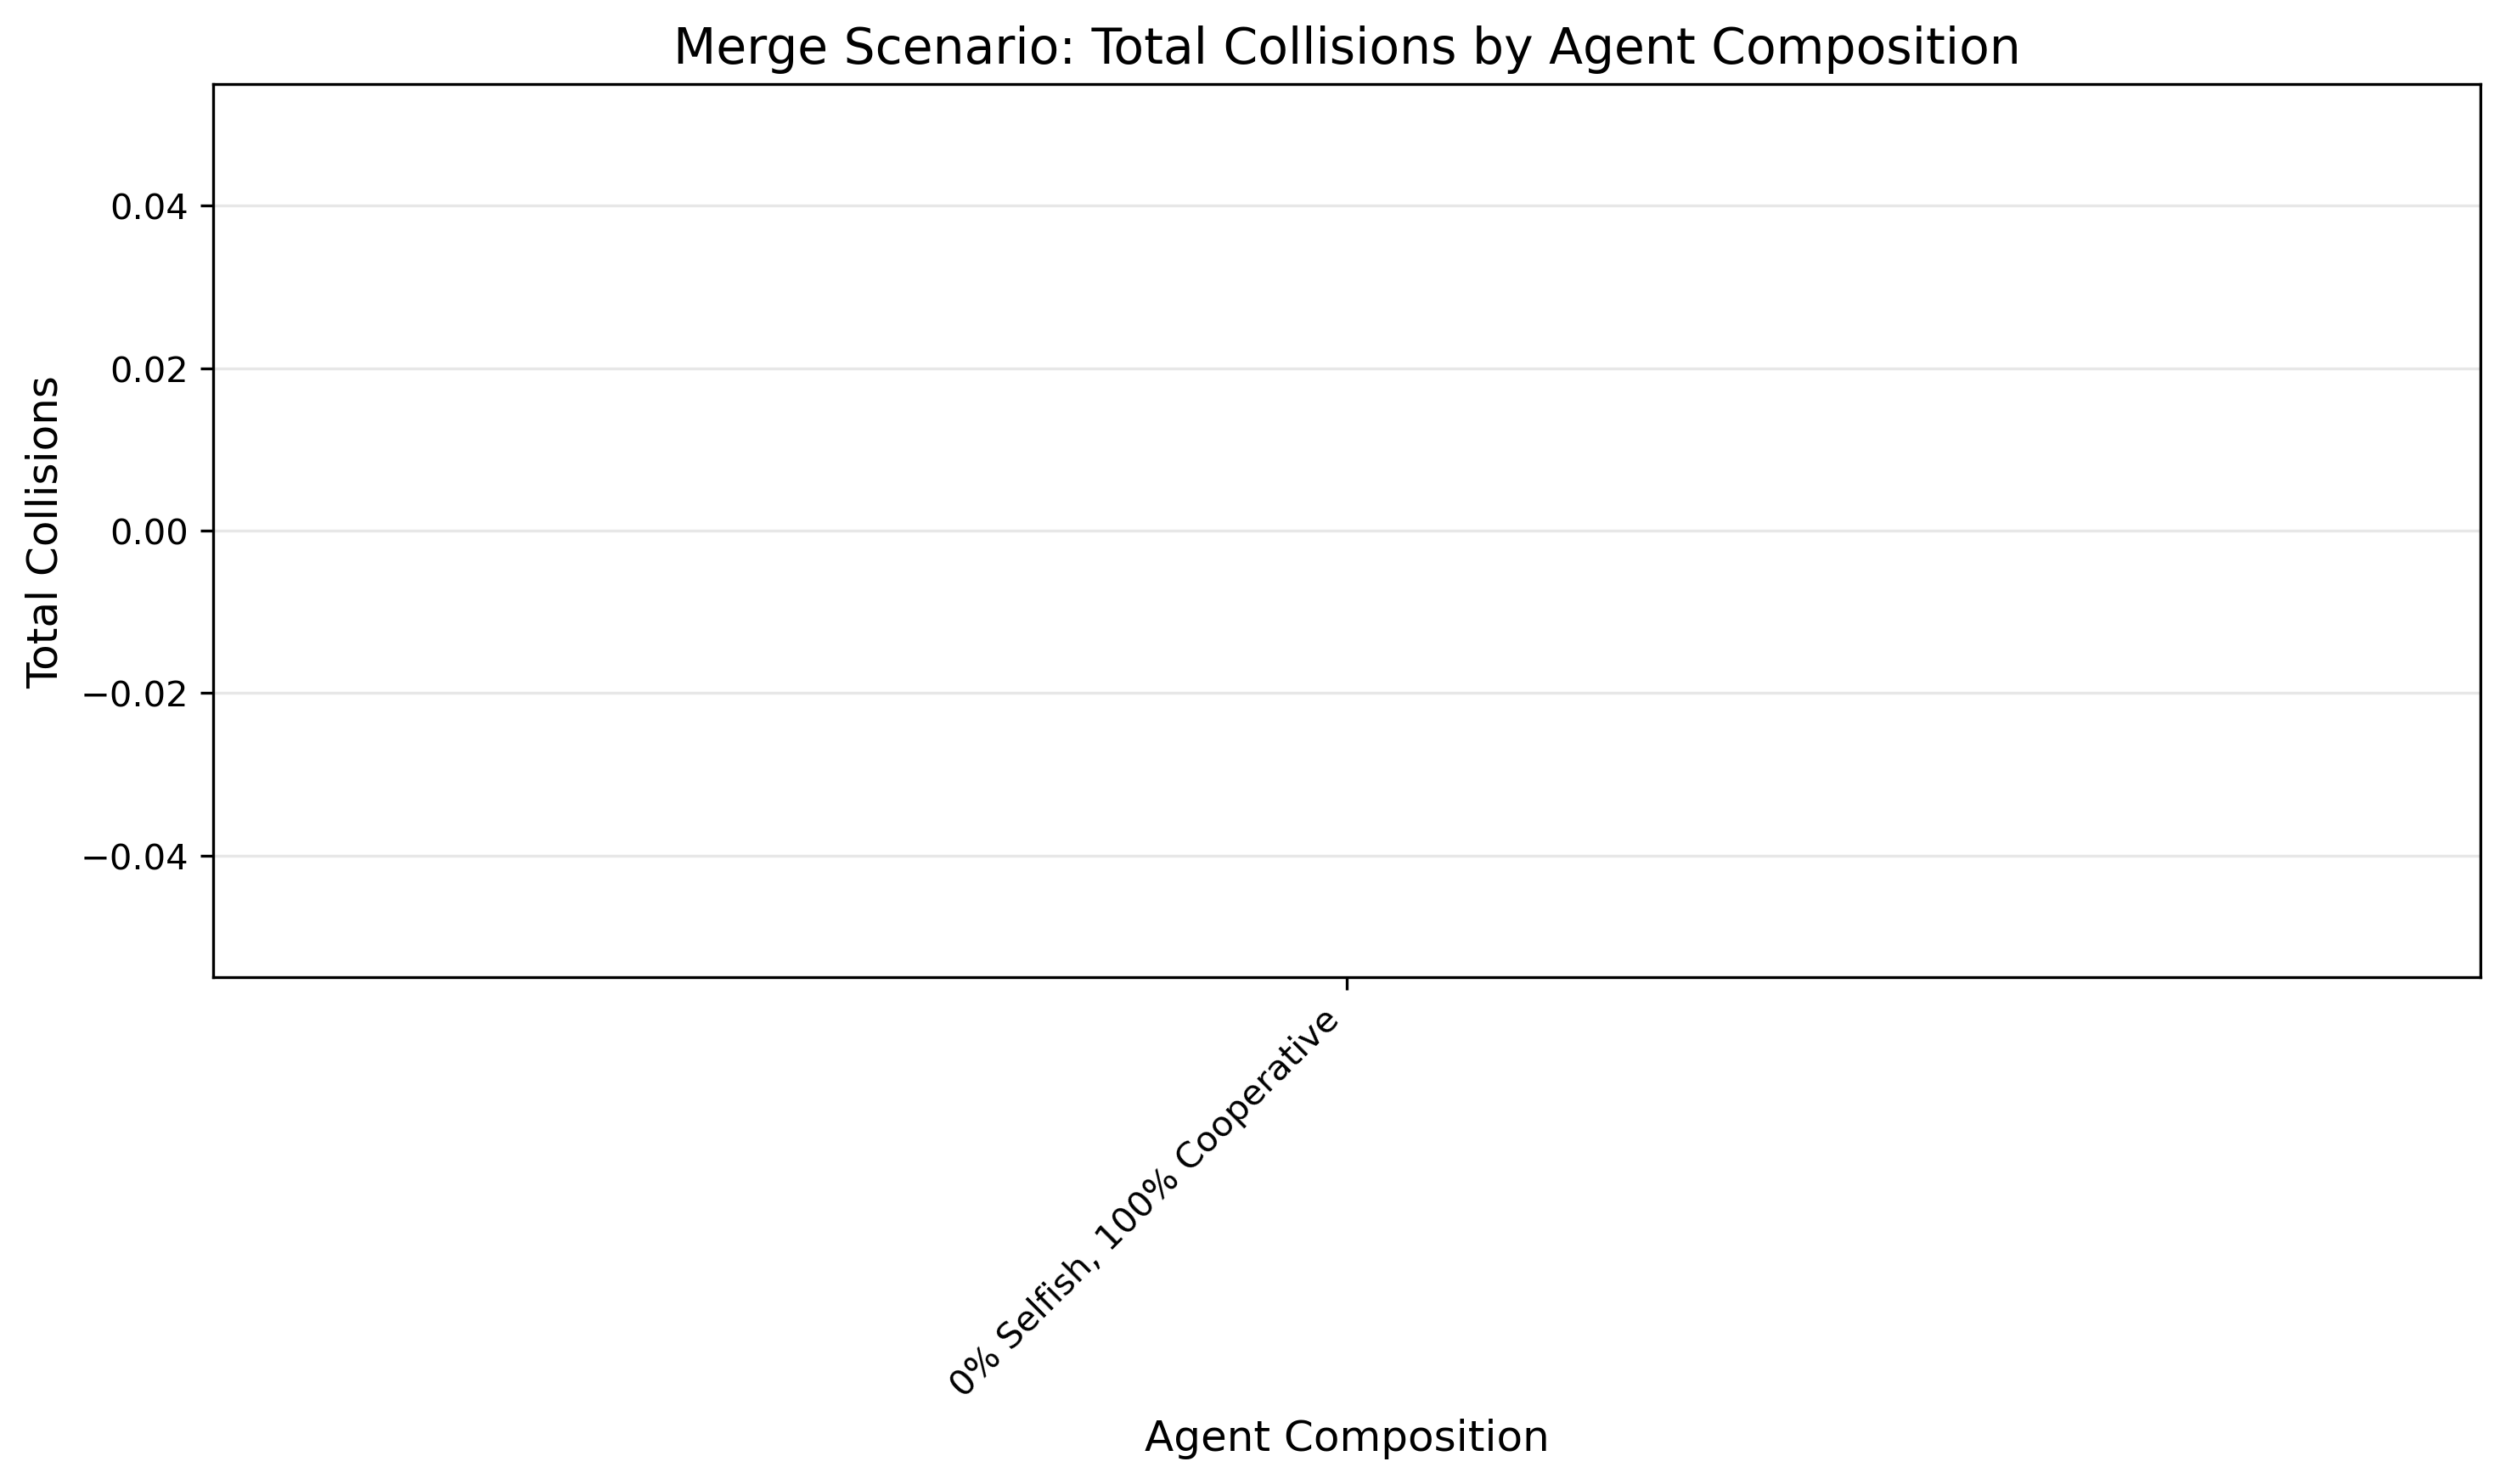 Merge Scenario: Total Collisions by Agent Composition
Total Collisions
0.04
0.02
0.00
−0.02
−0.04
0% Selfish, 100% Cooperative
Agent Composition